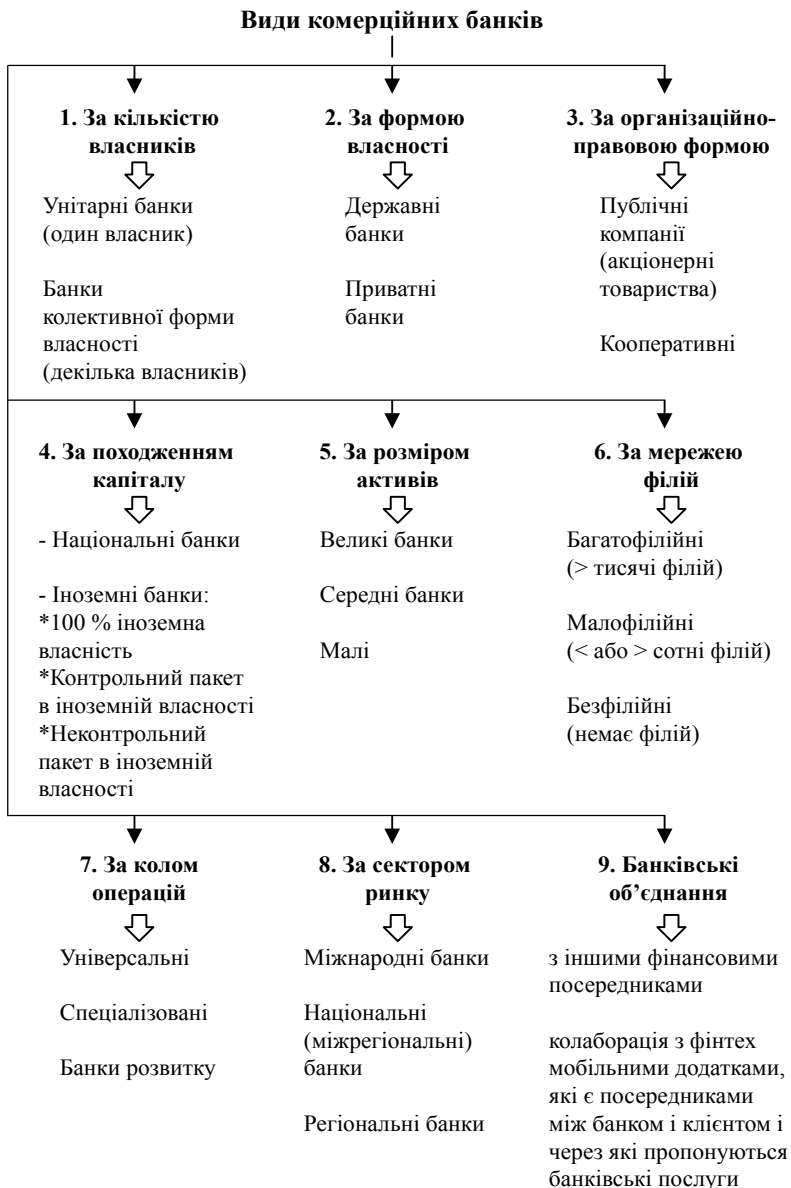 Види комерційних банків
1. За кількістю
власників
Унітарні банки
(один власник)
Банки
колективної форми
власності
(декілька власників)
2. За формою
власності
Державні
банки
Приватні
банки
3. За організаційно-
правовою формою
Публічні
компанії
(акціонерні
товариства)
Кооперативні
4. За походженням
капіталу
- Національні банки
- Іноземні банки:
*100 % іноземна
власність
*Контрольний пакет
в іноземній власності
*Неконтрольний
пакет в іноземній
власності
5. За розміром
активів
Великі банки
Середні банки
Малі
6. За мережею
філій
Багатофілійні
(> тисячі філій)
Малофілійні
(< або > сотні філій)
Безфілійні
(немає філій)
7. За колом
операцій
Універсальні
Спеціалізовані
Банки розвитку
8. За сектором
ринку
Міжнародні банки
Національні
(міжрегіональні)
банки
Регіональні банки
9. Банківські
об’єднання
з іншими фінансовими
посередниками
колаборація з фінтех
мобільними додатками,
які є посередниками
між банком і клієнтом і
через які пропонуються
банківські послуги